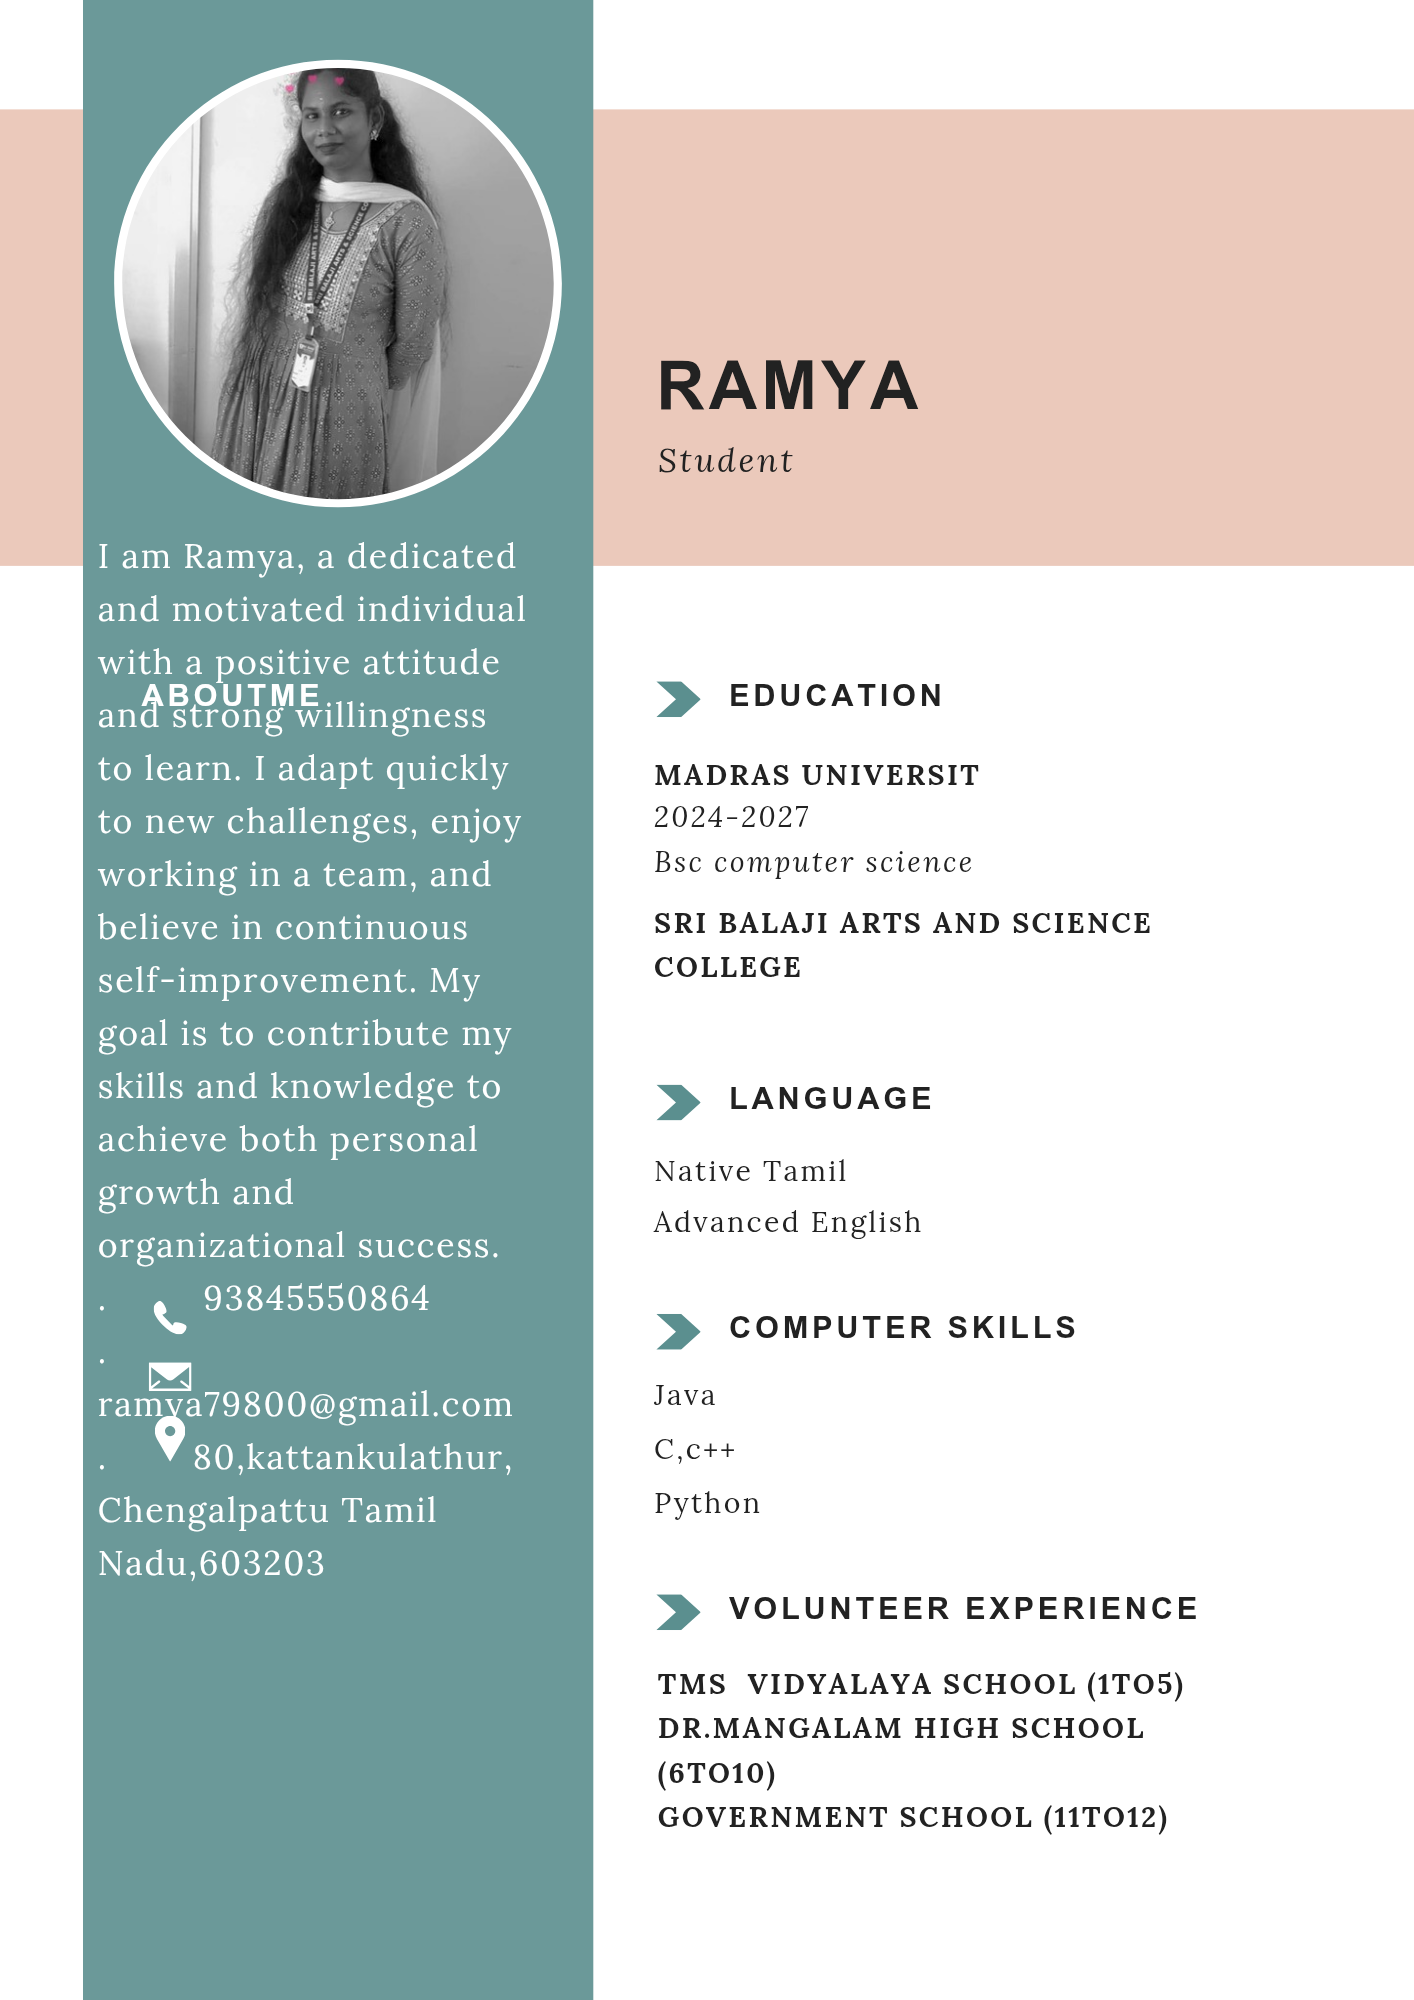 RAMYA
Student
I am Ramya, a dedicated
and motivated individual
with a positive attitude
ABOUTME
and strong willingness
to learn. I adapt quickly
to new challenges, enjoy
working in a team, and
believe in continuous
self-improvement. My
goal is to contribute my
skills and knowledge to
achieve both personal
growth and
organizational success.
. 93845550864
.
ramya79800@gmail.com
. 80,kattankulathur,
Chengalpattu Tamil
Nadu,603203
EDUCATION
MADRAS UNIVERSIT
2024-2027
Bsc computer science
SRI BALAJI ARTS AND SCIENCE
COLLEGE
LANGUAGE
Native Tamil
Advanced English
COMPUTER SKILLS
Java
C,c++
Python
VOLUNTEER EXPERIENCE
TMS VIDYALAYA SCHOOL (1TO5)
DR.MANGALAM HIGH SCHOOL
(6TO10)
GOVERNMENT SCHOOL (11TO12)